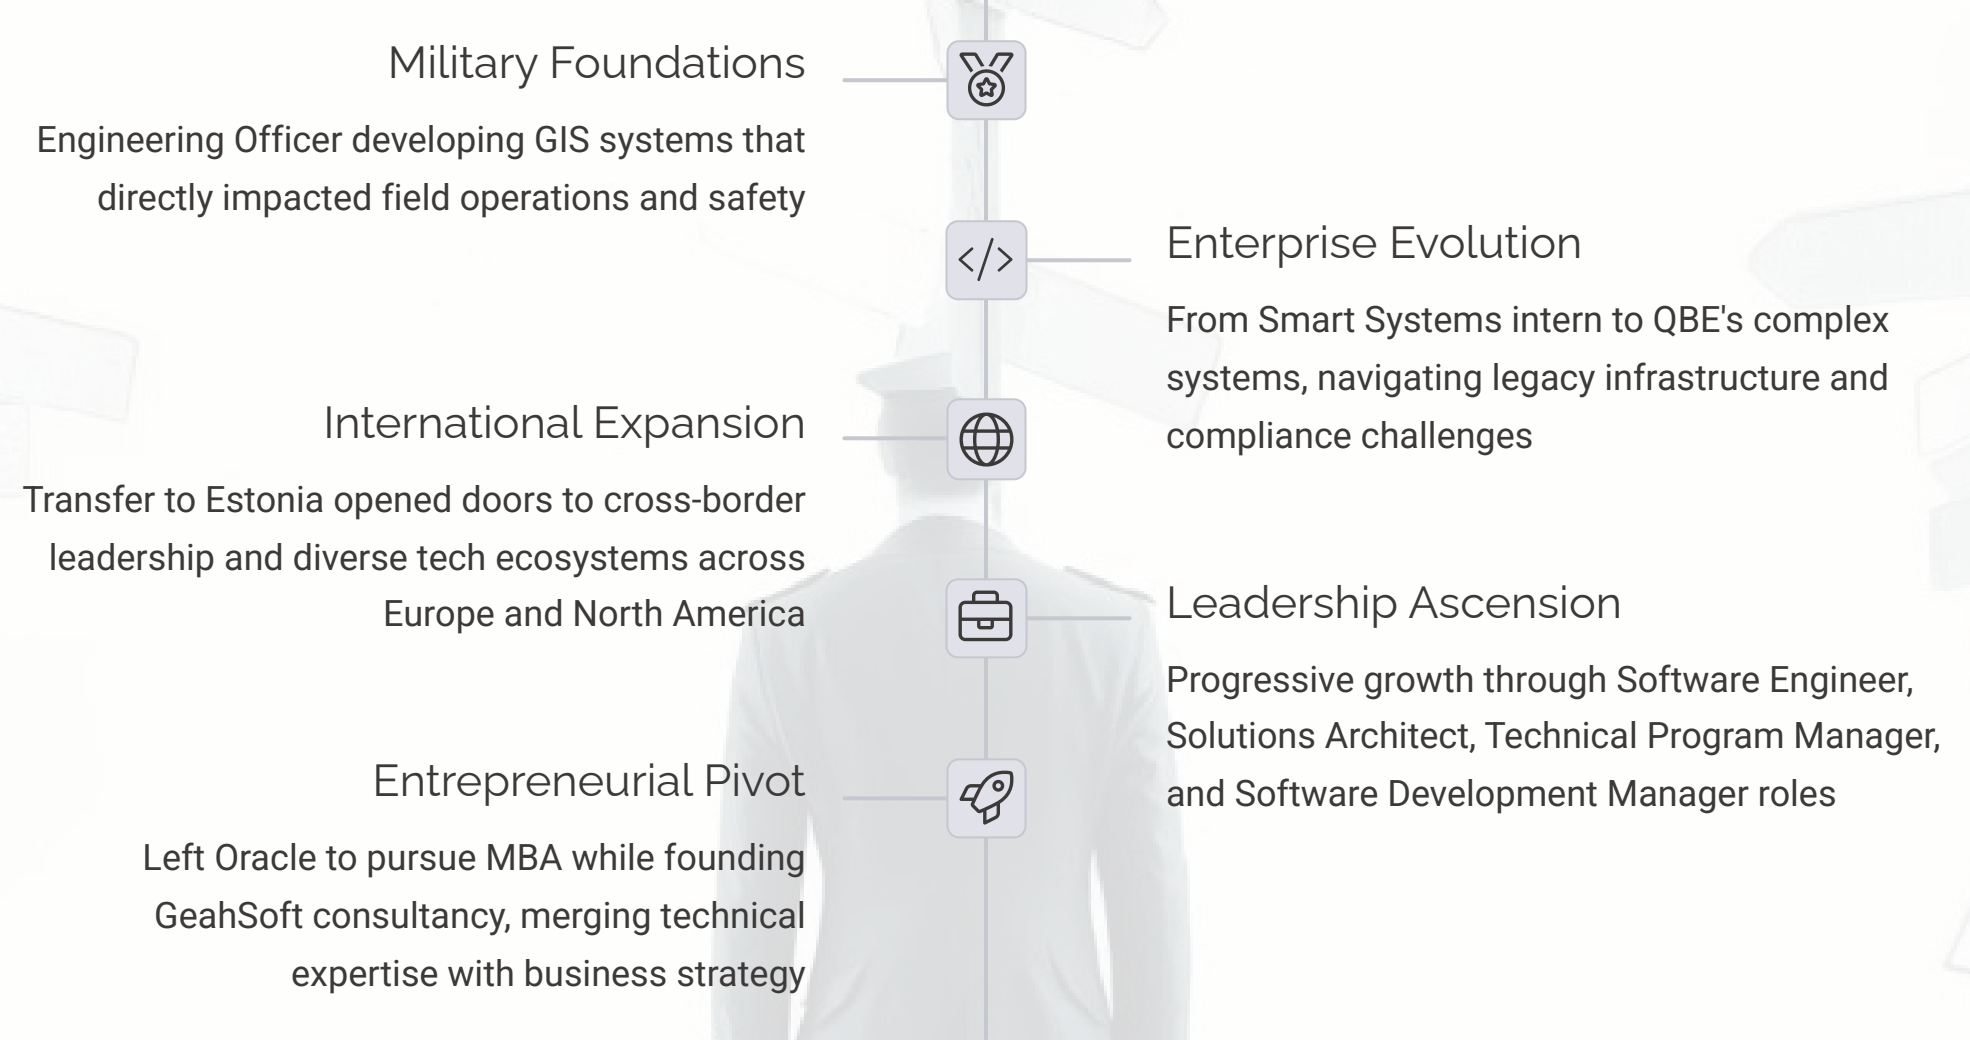 Military Foundations
Engineering Officer developing GIS systems that
directly impacted field operations and safety
Enterprise Evolution
From Smart Systems intern to QBE's complex
systems, navigating legacy infrastructure and
compliance challenges
International Expansion
Transfer to Estonia opened doors to cross-border
leadership and diverse tech ecosystems across
Europe and North America
Leadership Ascension
Progressive growth through Software Engineer,
Solutions Architect, Technical Program Manager,
and Software Development Manager roles
Entrepreneurial Pivot
Left Oracle to pursue MBA while founding
GeahSoft consultancy, merging technical
expertise with business strategy